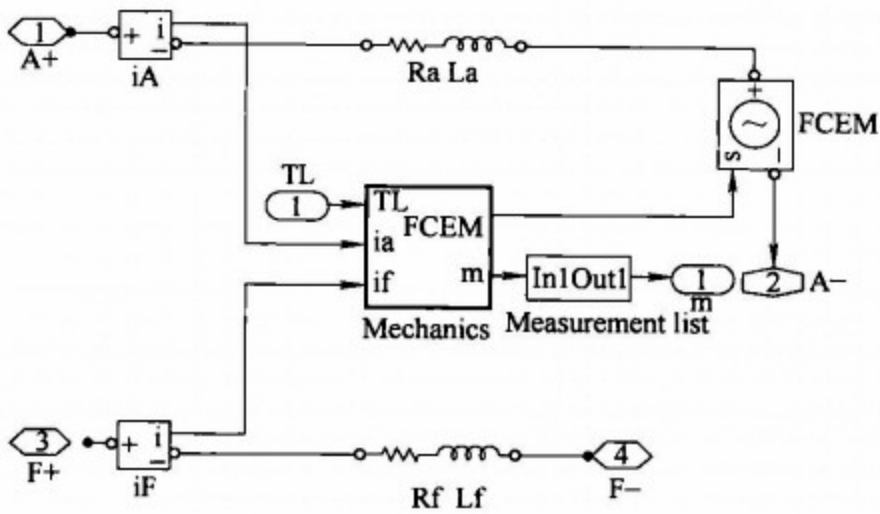 1
A+
+ i
−
iA
Ra La
+
~
s
−
FCEM
TL
1
TL
FCEM
ia
if
m
Mechanics
In1Out1
Measurement list
1
m
2
A−
3
F+
+ i
−
iF
Rf Lf
4
F−